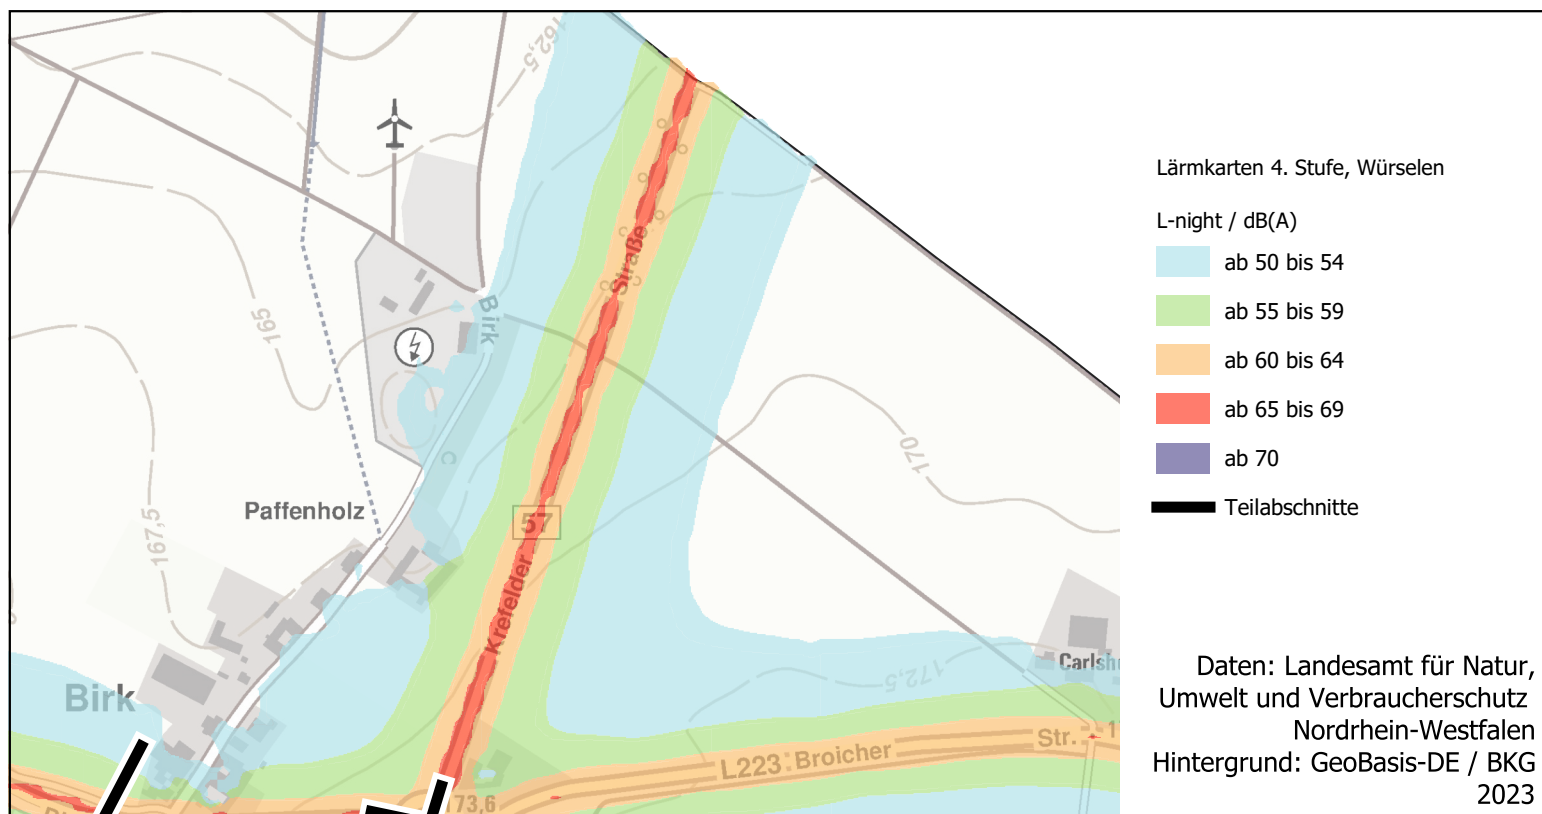 162,5
Straße
Birk
165
170
Paffenholz
57
167,5
Krefelder
172,5
Birk
L223
Broicher
Str.
173,6
Lärmkarten 4. Stufe, Würselen
L-night / dB(A)
ab 50 bis 54
ab 55 bis 59
ab 60 bis 64
ab 65 bis 69
ab 70
Teilabschnitte
Daten: Landesamt für Natur,
Umwelt und Verbraucherschutz
Nordrhein-Westfalen
Hintergrund: GeoBasis-DE / BKG
2023